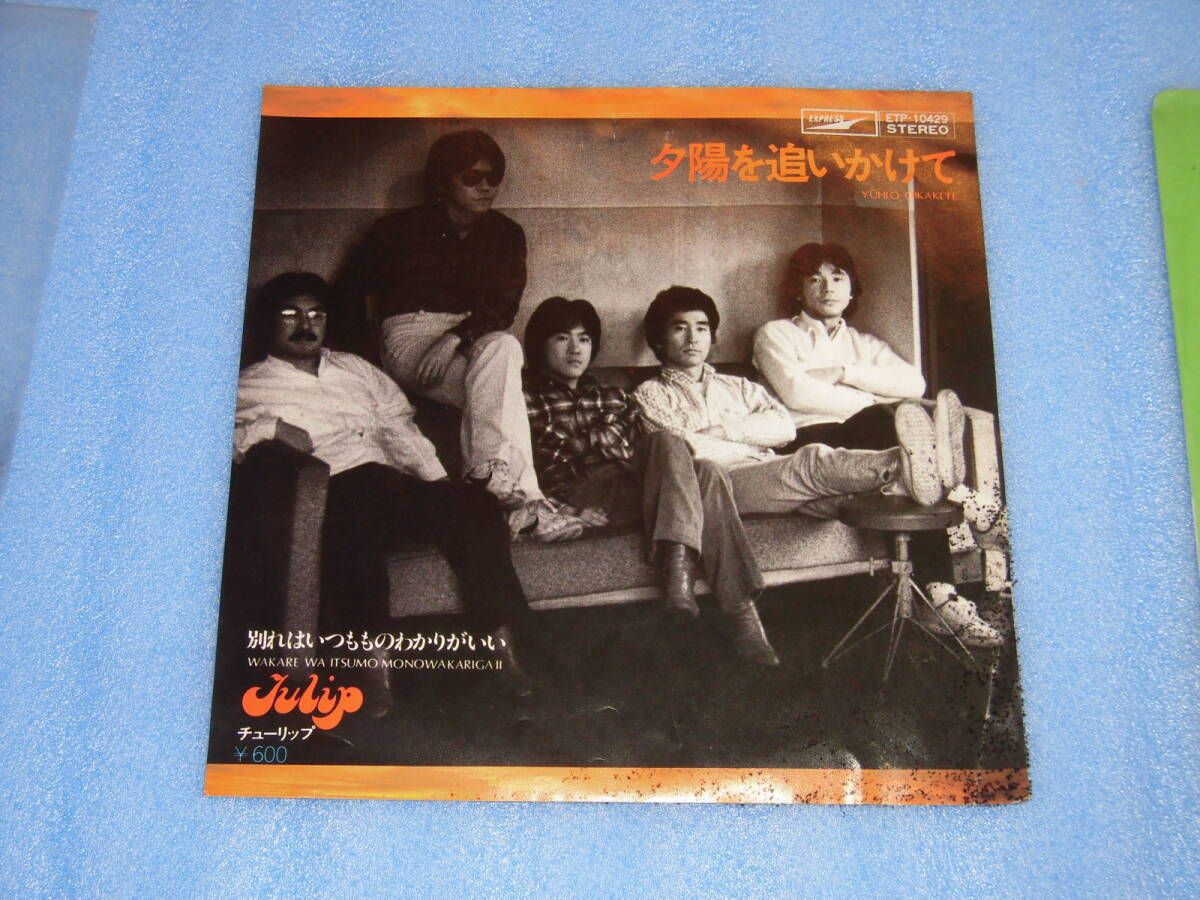 EXPRESS
ETP-10429
STEREO
夕陽を追いかけて
YŪHI O OIKAKETE
別れはいつもものわかりがいい
WAKARE WA ITSUMO MONOWAKARIGA II
Tulip
チューリップ
¥600